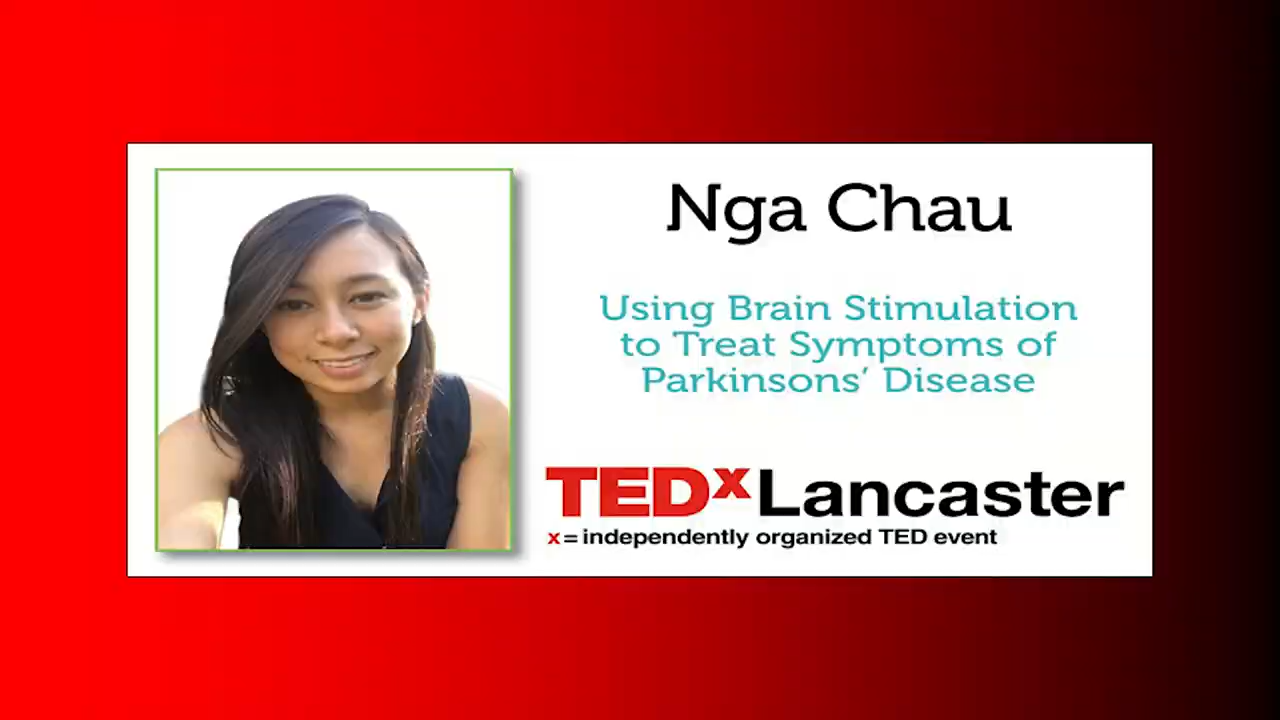 Nga Chau
Using Brain Stimulation
to Treat Symptoms of
Parkinsons’ Disease
TEDxLancaster
x = independently organized TED event